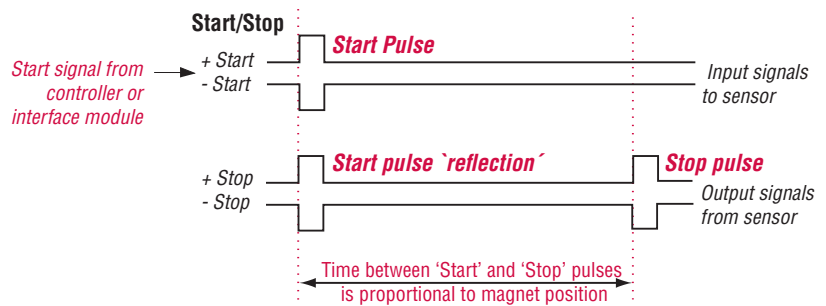 Start/Stop
Start Pulse
+ Start
- Start
Start signal from
controller or
interface module
Input signals
to sensor
Start pulse `reflection´
Stop pulse
+ Stop
- Stop
Output signals
from sensor
Time between ‘Start’ and ‘Stop’ pulses
is proportional to magnet position